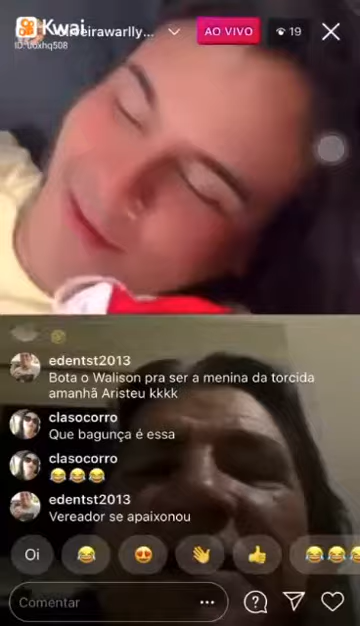 Kwai
eirawarlly...
AO VIVO
19
edentst2013
Bota o Walison pra ser a menina da torcida
amanhã Aristeu kkkk
clasocorro
Que bagunça é essa
clasocorro
😂😂😂
edentst2013
Vereador se apaixonou
Oi
Comentar